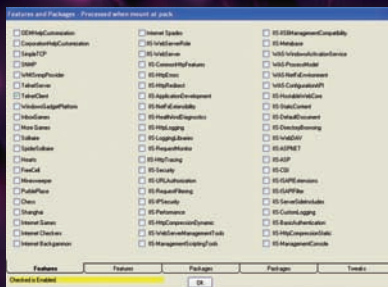 Features and Packages - Processed when mount at pack
OEMHelpCustomization
CorporationHelpCustomization
SimpleTCP
SNMP
WMISnmpProvider
TelnetServer
TelnetClient
WindowsGadgetPlatform
InboxGames
More Games
Solitaire
SpiderSolitaire
Hearts
FreeCell
Minesweeper
PurblePlace
Chess
Shanghai
Internet Games
Internet Checkers
Internet Backgammon
Internet Spades
IIS-WebServerRole
IIS-WebServer
IIS-CommonHttpFeatures
IIS-HttpErrors
IIS-HttpRedirect
IIS-ApplicationDevelopment
IIS-NetFxExtensibility
IIS-HealthAndDiagnostics
IIS-HttpLogging
IIS-LoggingLibraries
IIS-RequestMonitor
IIS-HttpTracing
IIS-Security
IIS-URLAuthorization
IIS-RequestFiltering
IIS-IPSecurity
IIS-Performance
IIS-HttpCompressionDynamic
IIS-WebServerManagementTools
IIS-ManagementScriptingTools
IIS-IIS6ManagementCompatibility
IIS-Metabase
WAS-WindowsActivationService
WAS-ProcessModel
WAS-NetFxEnvironment
WAS-ConfigurationAPI
IIS-HostableWebCore
IIS-StaticContent
IIS-DefaultDocument
IIS-DirectoryBrowsing
IIS-WebDAV
IIS-ASPNET
IIS-ASP
IIS-CGI
IIS-ISAPIExtensions
IIS-ISAPIFilter
IIS-ServerSideIncludes
IIS-CustomLogging
IIS-BasicAuthentication
IIS-HttpCompressionStatic
IIS-ManagementConsole
Features Features Packages Packages Tweaks
Checked is Enabled
OK